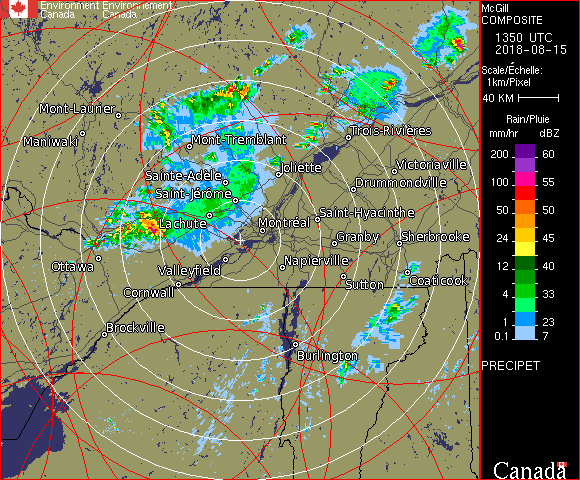 Environment Environnement
Canada Canada
McGill
COMPOSITE
1350 UTC
2018-08-15
Scale/Échelle:
1km/Pixel
40 KM
Rain/Pluie
mm/hr dBZ
200 60
100 55
50 50
24 45
12 40
4 33
1 23
0.1 7
PRECIPET
Canada
Mont-Laurier
Maniwaki
Mont-Tremblant
Trois-Rivières
Sainte-Adèle
Joliette
Victoriaville
Saint-Jérôme
Drummondville
Lachute
Montréal
Saint-Hyacinthe
Granby
Sherbrooke
Ottawa
Valleyfield
Napierville
Cornwall
Sutton
Coaticook
Brockville
Burlington